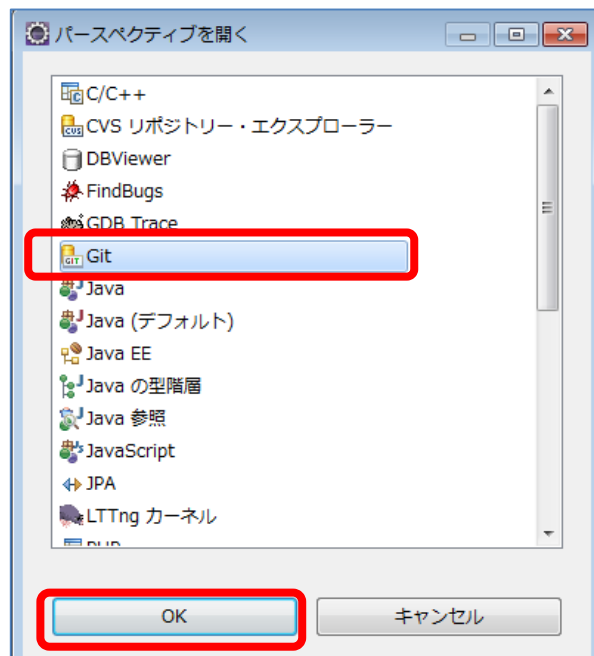 パースペクティブを開く
C/C++
CVS リポジトリー・エクスプローラー
DBViewer
FindBugs
GDB Trace
Git
Java
Java (デフォルト)
Java EE
Java の型階層
Java 参照
JavaScript
JPA
LTTng カーネル
OK
キャンセル